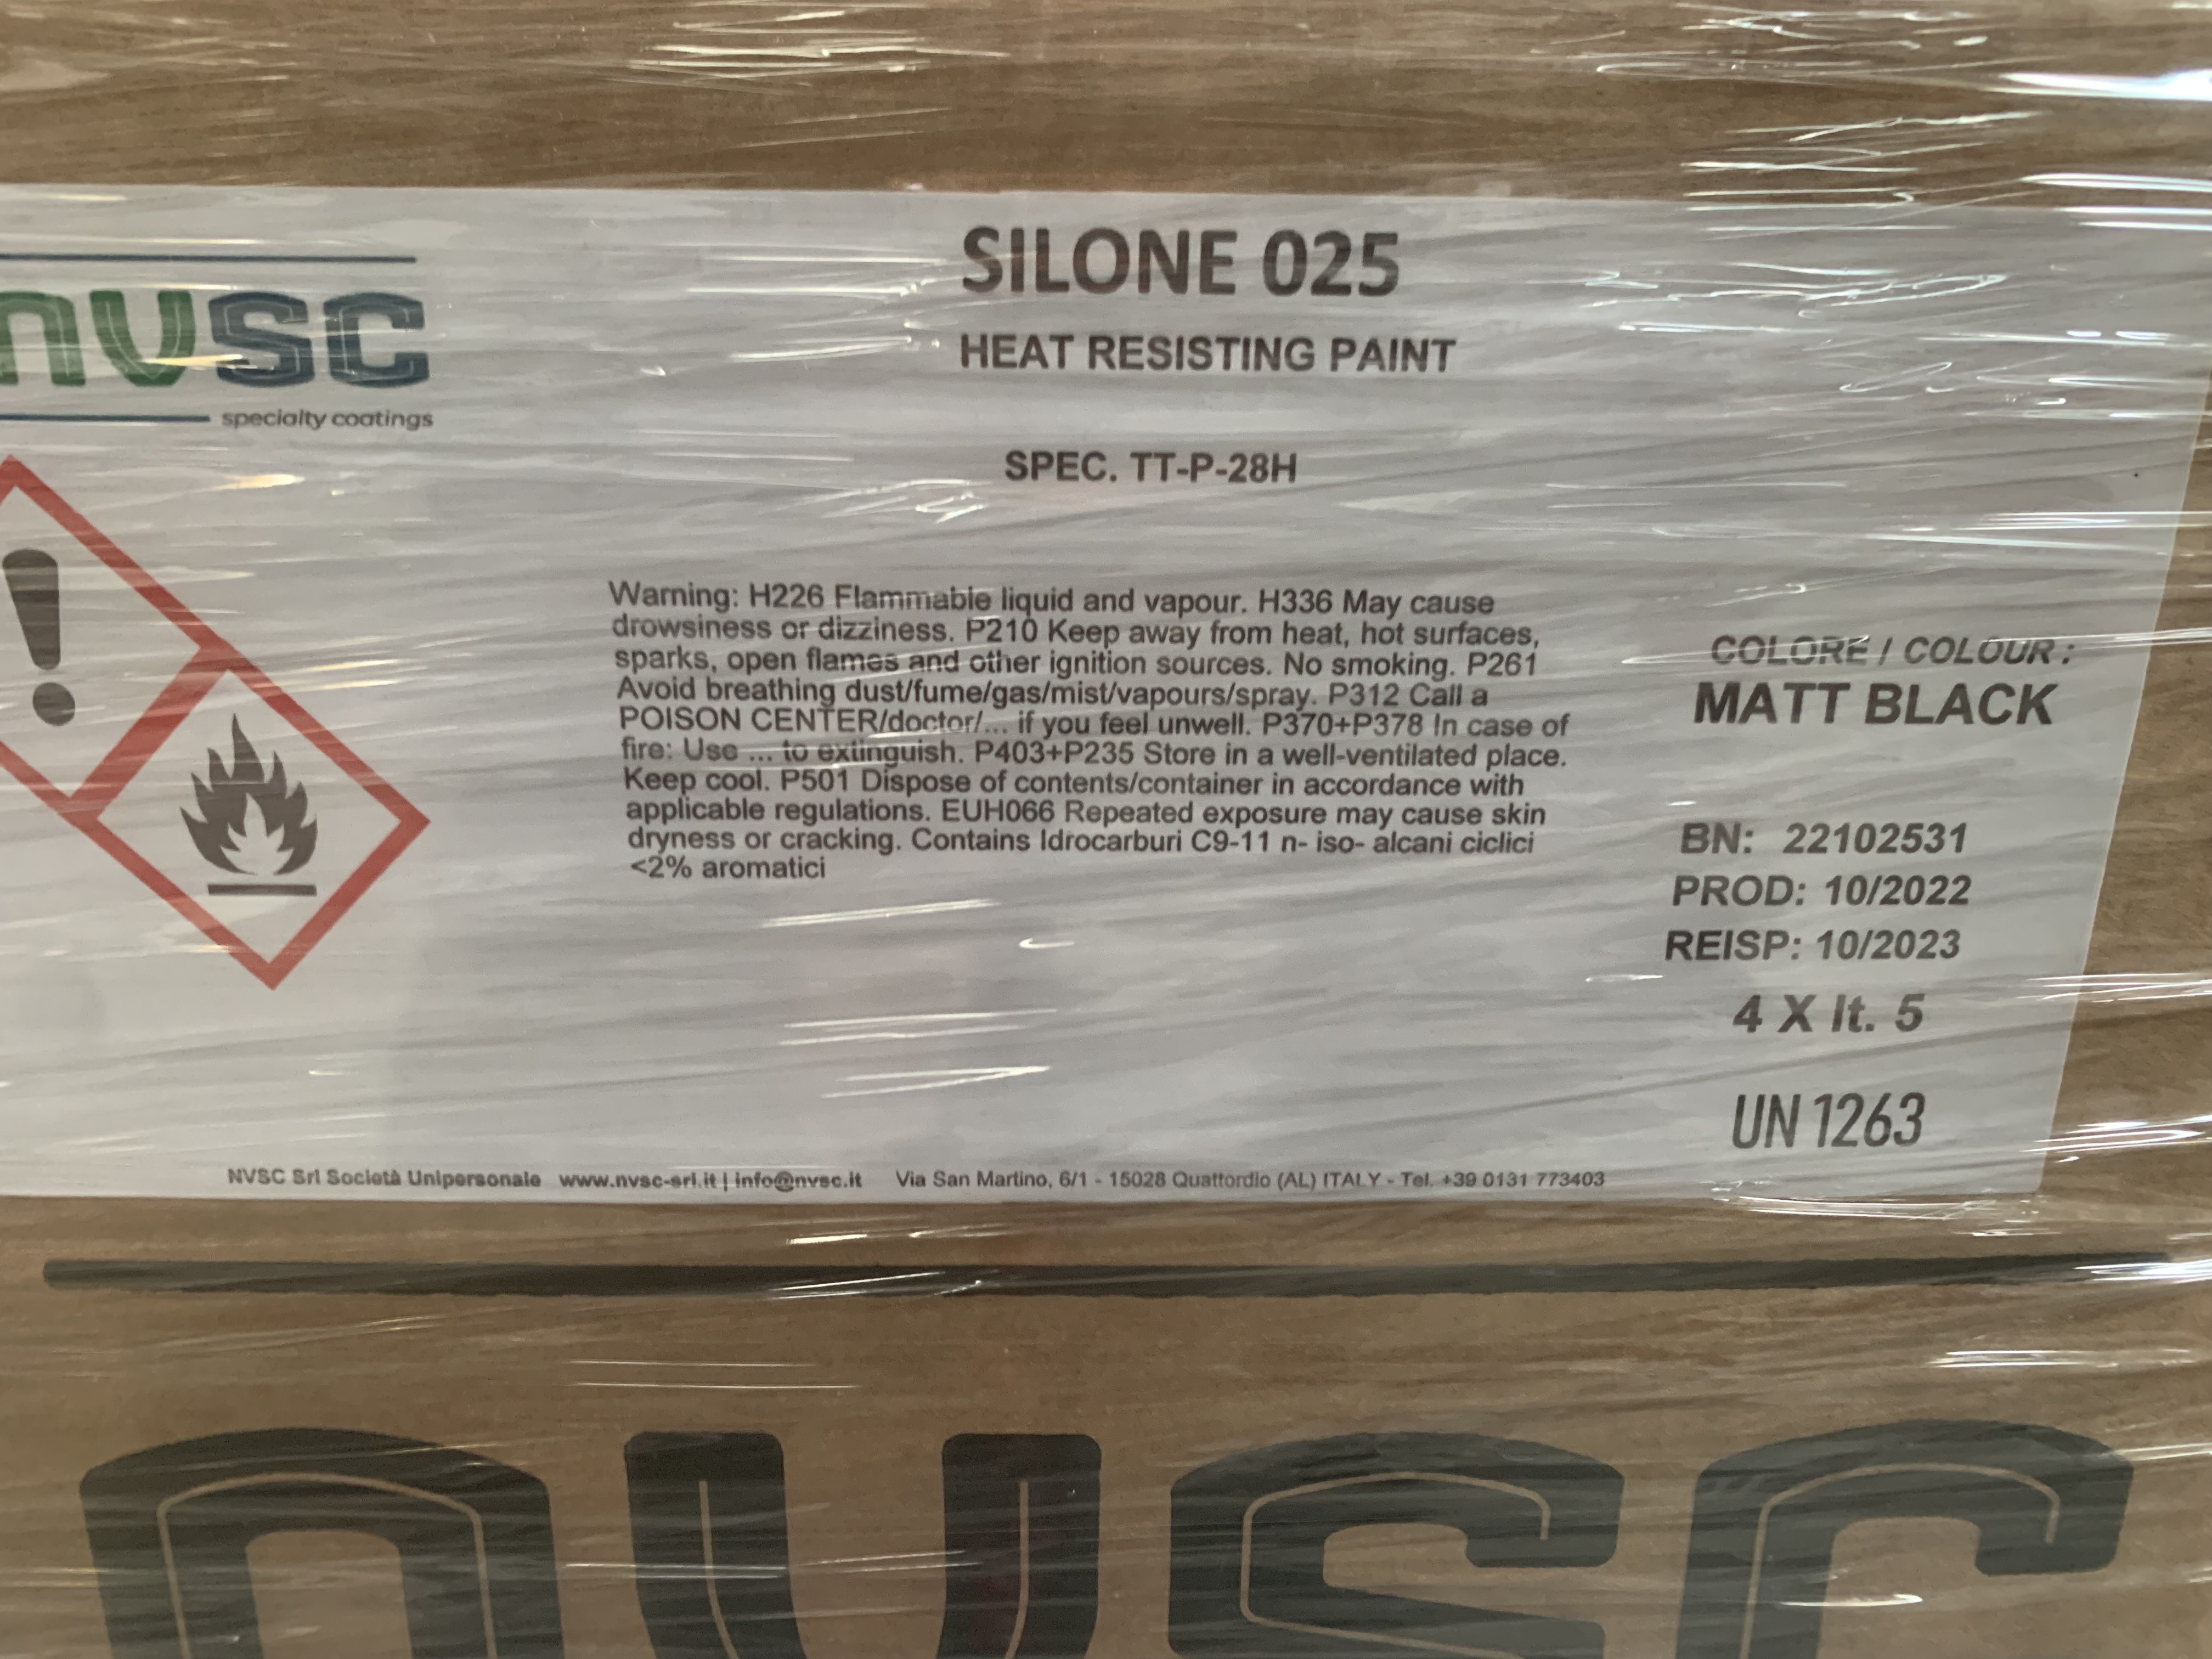 nvsc
specialty coatings
SILONE 025
HEAT RESISTING PAINT
SPEC. TT-P-28H
!
Warning: H226 Flammable liquid and vapour. H336 May cause
drowsiness or dizziness. P210 Keep away from heat, hot surfaces,
sparks, open flames and other ignition sources. No smoking. P261
Avoid breathing dust/fume/gas/mist/vapours/spray. P312 Call a
POISON CENTER/doctor/... if you feel unwell. P370+P378 In case of
fire: Use ... to extinguish. P403+P235 Store in a well-ventilated place.
Keep cool. P501 Dispose of contents/container in accordance with
applicable regulations. EUH066 Repeated exposure may cause skin
dryness or cracking. Contains Idrocarburi C9-11 n- iso- alcani ciclici
<2% aromatici
COLORE / COLOUR :
MATT BLACK
BN: 22102531
PROD: 10/2022
REISP: 10/2023
4 X lt. 5
UN 1263
NVSC Srl Società Unipersonale www.nvsc-srl.it | info@nvsc.it Via San Martino, 6/1 - 15028 Quattordio (AL) ITALY - Tel. +39 0131 773403
nvsc